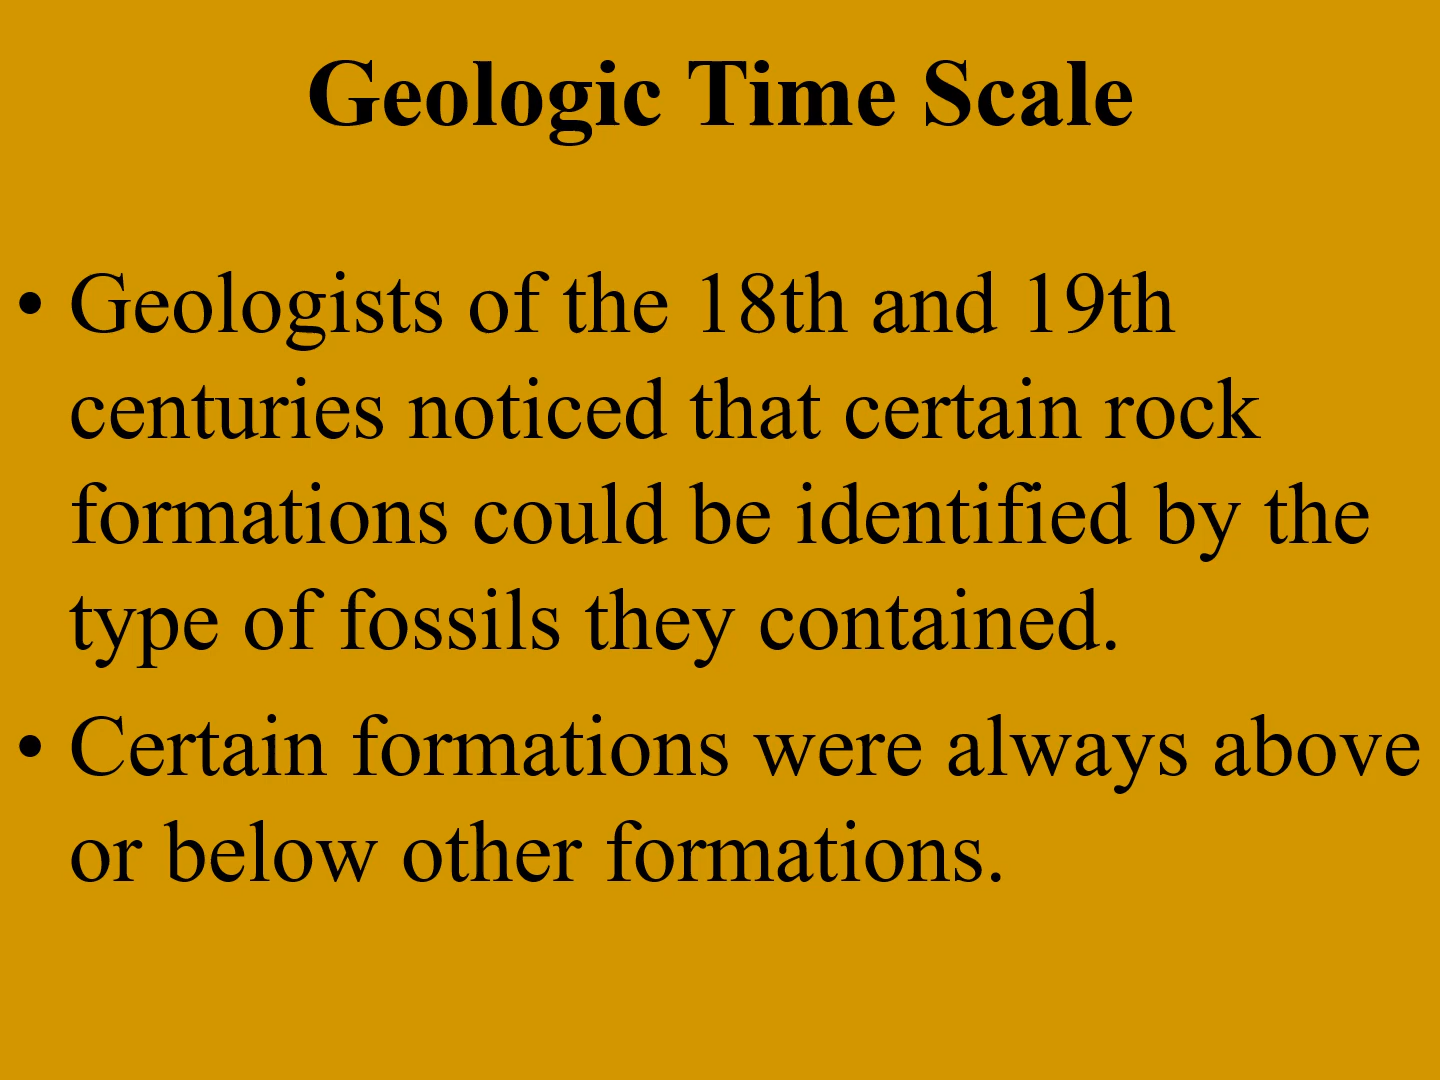 Geologic Time Scale
• Geologists of the 18th and 19th
centuries noticed that certain rock
formations could be identified by the
type of fossils they contained.
• Certain formations were always above
or below other formations.